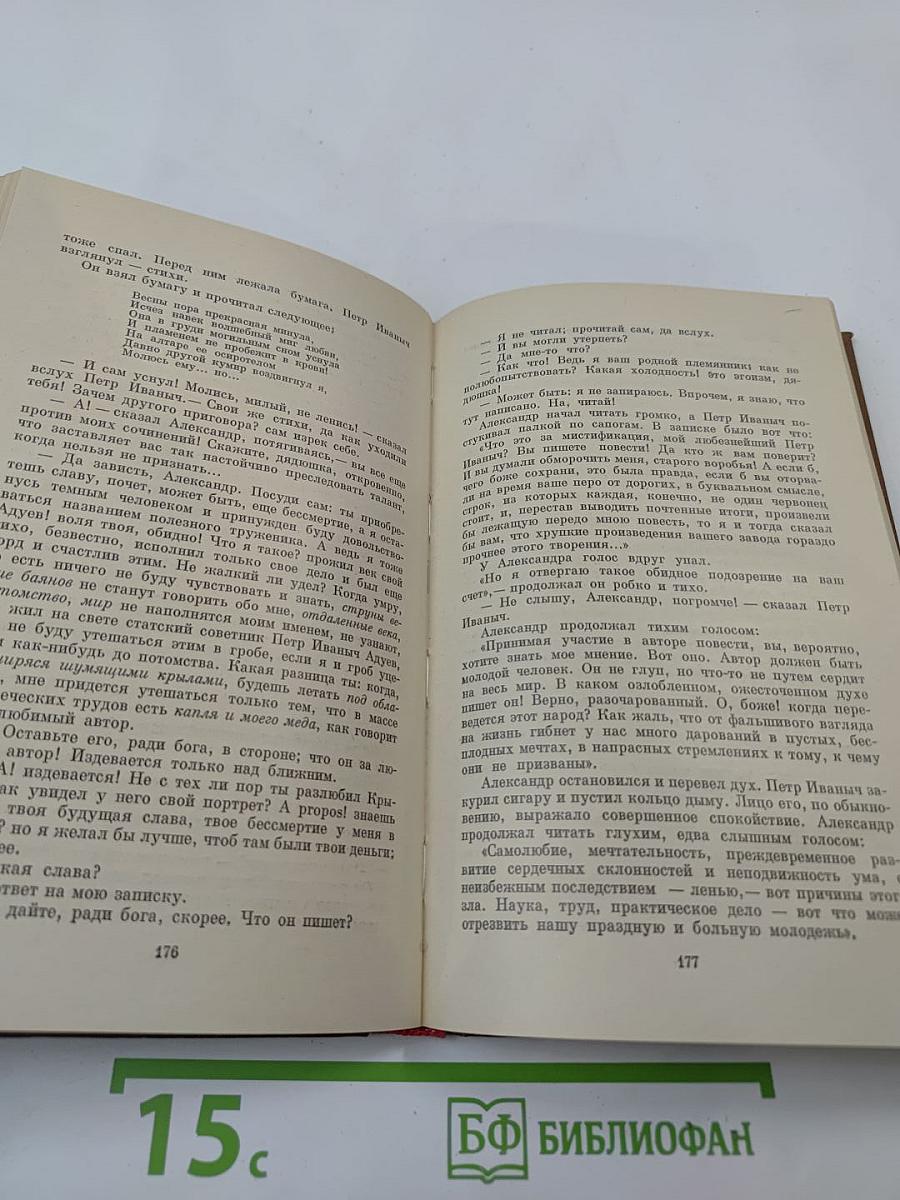 тоже спал. Перед ним лежала бумага. Петр Иваныч
взглянул — стихи.
Он взял бумагу и прочитал следующее:
Весны пора прекрасная минула,
Исчез навек волшебный миг любви,
Она в груди могильным сном уснула
И пламенем не пробежит в крови!
На алтаре ее осиротелом
Давно другой кумир воздвигнул я,
Молюсь ему... но...
— И сам уснул! Молись, милый, не ленись! — сказал
вслух Петр Иваныч.— Свои же стихи, да как уходили
тебя! Зачем другого приговора? сам изрек себе.
— А! — сказал Александр, потягиваясь,— вы все еще
против моих сочинений! Скажите, дядюшка, откровенно,
что заставляет вас так настойчиво преследовать талант,
когда нельзя не признать...
— Да зависть, Александр. Посуди сам: ты приобре-
тешь славу, почет, может быть, еще бессмертие, а я оста-
нусь темным человеком и принужден буду довольство-
ваться названием полезного труженика. А ведь я тоже
Адуев! воля твоя, обидно! Что я такое? прожил век свой
тихо, безвестно, исполнил только свое дело и был еще
орд и счастлив этим. Не жалкий ли удел? Когда умру,
о есть ничего не буду чувствовать и знать, струны ве-
ие баянов не станут говорить обо мне, отдаленные века,
томство, мир не наполнятся моим именем, не узнают,
жил на свете статский советник Петр Иваныч Адуев,
не буду утешаться этим в гробе, если я и гроб уце-
м как-нибудь до потомства. Какая разница ты: когда,
ширяся шумящими крылами, будешь летать под обла-
, мне придется утешаться только тем, что в массе
веческих трудов есть капля и моего меда, как говорит
любимый автор.
Оставьте его, ради бога, в стороне; что он за лю-
автор! Издевается только над ближним.
А! издевается! Не с тех ли пор ты разлюбил Кры-
ак увидел у него свой портрет? А propos! знаешь
твоя будущая слава, твое бессмертие у меня в
? но я желал бы лучше, чтоб там были твои деньги;
ее.
кая слава?
ответ на мою записку.
дайте, ради бога, скорее. Что он пишет?
176
— Я не читал; прочитай сам, да вслух.
— И вы могли утерпеть?
— Да мне-то что?
— Как что! Ведь я ваш родной племянник: как не
полюбопытствовать? Какая холодность! Это эгоизм, дя-
дюшка!
— Может быть: я не запираюсь. Впрочем, я знаю, что
тут написано. На, читай!
Александр начал читать громко, а Петр Иваныч по-
стукивал палкой по сапогам. В записке было вот что:
«Что это за мистификация, мой любезнейший Петр
Иваныч? Вы пишете повести! Да кто ж вам поверит?
И вы думали обморочить меня, старого воробья! А если б,
чего боже сохрани, это была правда, если б вы оторва-
ли на время ваше перо от дорогих, в буквальном смысле,
строк, из которых каждая, конечно, не один червонец
стоит, и, перестав выводить почтенные итоги, произвели
бы лежащую передо мною повесть, то я и тогда сказал
бы вам, что хрупкие произведения вашего завода гораздо
прочнее этого творения...»
У Александра голос вдруг упал.
«Но я отвергаю такое обидное подозрение на ваш
счет»,— продолжал он робко и тихо.
— Не слышу, Александр, погромче! — сказал Петр
Иваныч.
Александр продолжал тихим голосом:
«Принимая участие в авторе повести, вы, вероятно,
хотите знать мое мнение. Вот оно. Автор должен быть
молодой человек. Он не глуп, но что-то не путем сердит
на весь мир. В каком озлобленном, ожесточенном духе
пишет он! Верно, разочарованный. О, боже! когда пере-
ведется этот народ? Как жаль, что от фальшивого взгляда
на жизнь гибнет у нас много дарований в пустых, бес-
плодных мечтах, в напрасных стремлениях к тому, к чему
они не призваны».
Александр остановился и перевел дух. Петр Иваныч за-
курил сигару и пустил кольцо дыму. Лицо его, по обыкно-
вению, выражало совершенное спокойствие. Александр
продолжал читать глухим, едва слышным голосом:
«Самолюбие, мечтательность, преждевременное раз-
витие сердечных склонностей и неподвижность ума, с
неизбежным последствием — ленью,— вот причины этог
зла. Наука, труд, практическое дело — вот что може
отрезвить нашу праздную и больную молодежь».
177
15 с
БФ БИБЛИОФАН